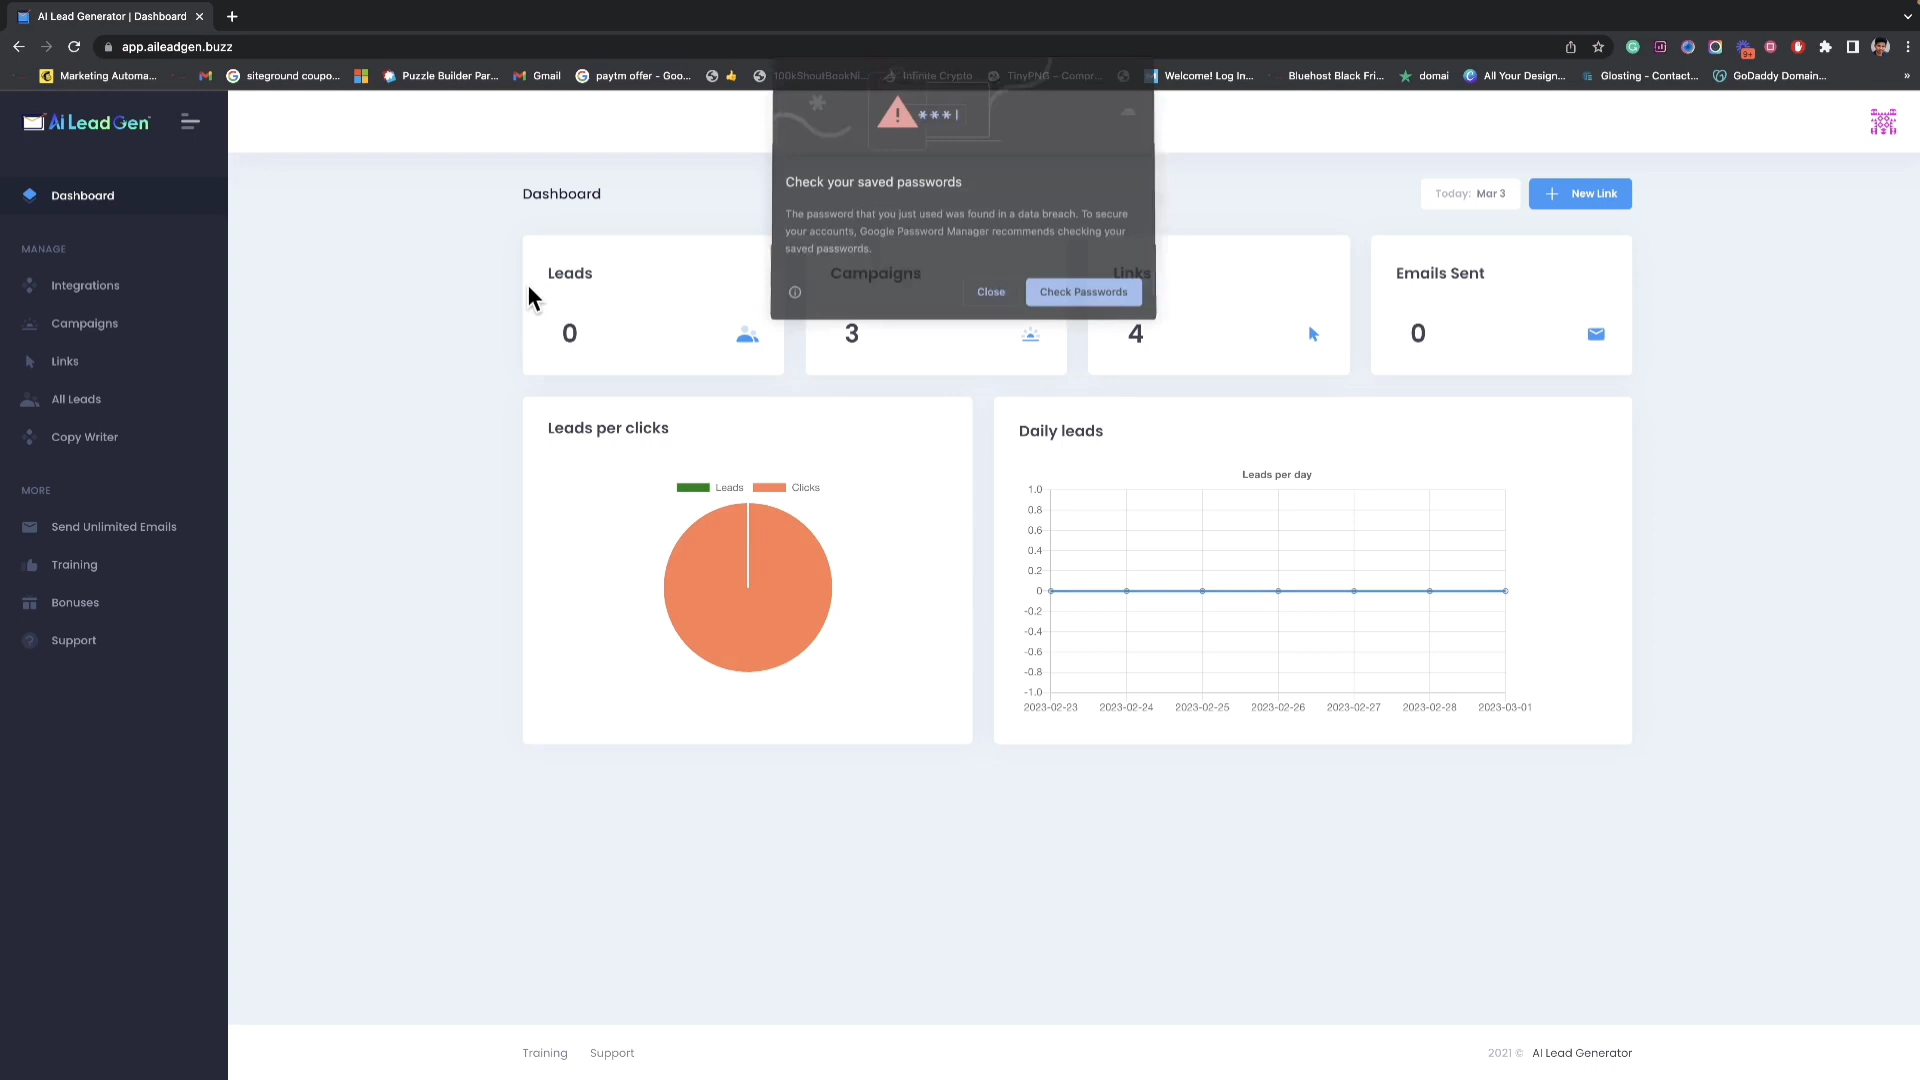 AI Lead Generator | Dashboard
app.aileadgen.buzz
9+
Marketing Automa...
siteground coupo...
Puzzle Builder Par...
Gmail
paytm offer - Goo...
100kShoutBookNi...
Infinite Crypto
TinyPNG – Compr...
Welcome! Log In...
Bluehost Black Fri...
domai
All Your Design...
Glosting - Contact...
GoDaddy Domain...
»
Ai Lead Gen
Dashboard
MANAGE
Integrations
Campaigns
Links
All Leads
Copy Writer
MORE
Send Unlimited Emails
Training
Bonuses
Support
***|
Check your saved passwords
The password that you just used was found in a data breach. To secure
your accounts, Google Password Manager recommends checking your
saved passwords.
Close
Check Passwords
Dashboard
Today: Mar 3
New Link
Leads
0
Campaigns
3
Links
4
Emails Sent
0
Leads per clicks
Leads
Clicks
Daily leads
Leads per day
1.0
0.8
0.6
0.4
0.2
0
-0.2
-0.4
-0.6
-0.8
-1.0
2023-02-23
2023-02-24
2023-02-25
2023-02-26
2023-02-27
2023-02-28
2023-03-01
Training
Support
2021 © AI Lead Generator